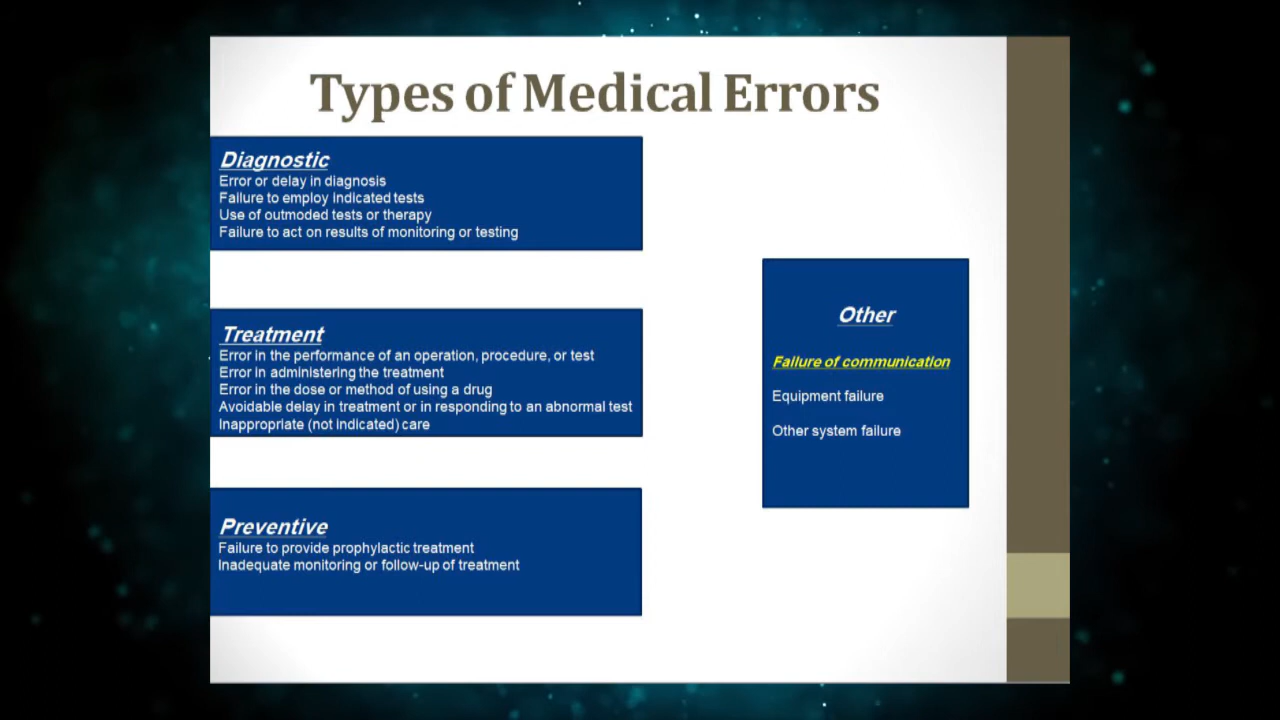 Types of Medical Errors
Diagnostic
Error or delay in diagnosis
Failure to employ indicated tests
Use of outmoded tests or therapy
Failure to act on results of monitoring or testing
Treatment
Error in the performance of an operation, procedure, or test
Error in administering the treatment
Error in the dose or method of using a drug
Avoidable delay in treatment or in responding to an abnormal test
Inappropriate (not indicated) care
Preventive
Failure to provide prophylactic treatment
Inadequate monitoring or follow-up of treatment
Other
Failure of communication
Equipment failure
Other system failure